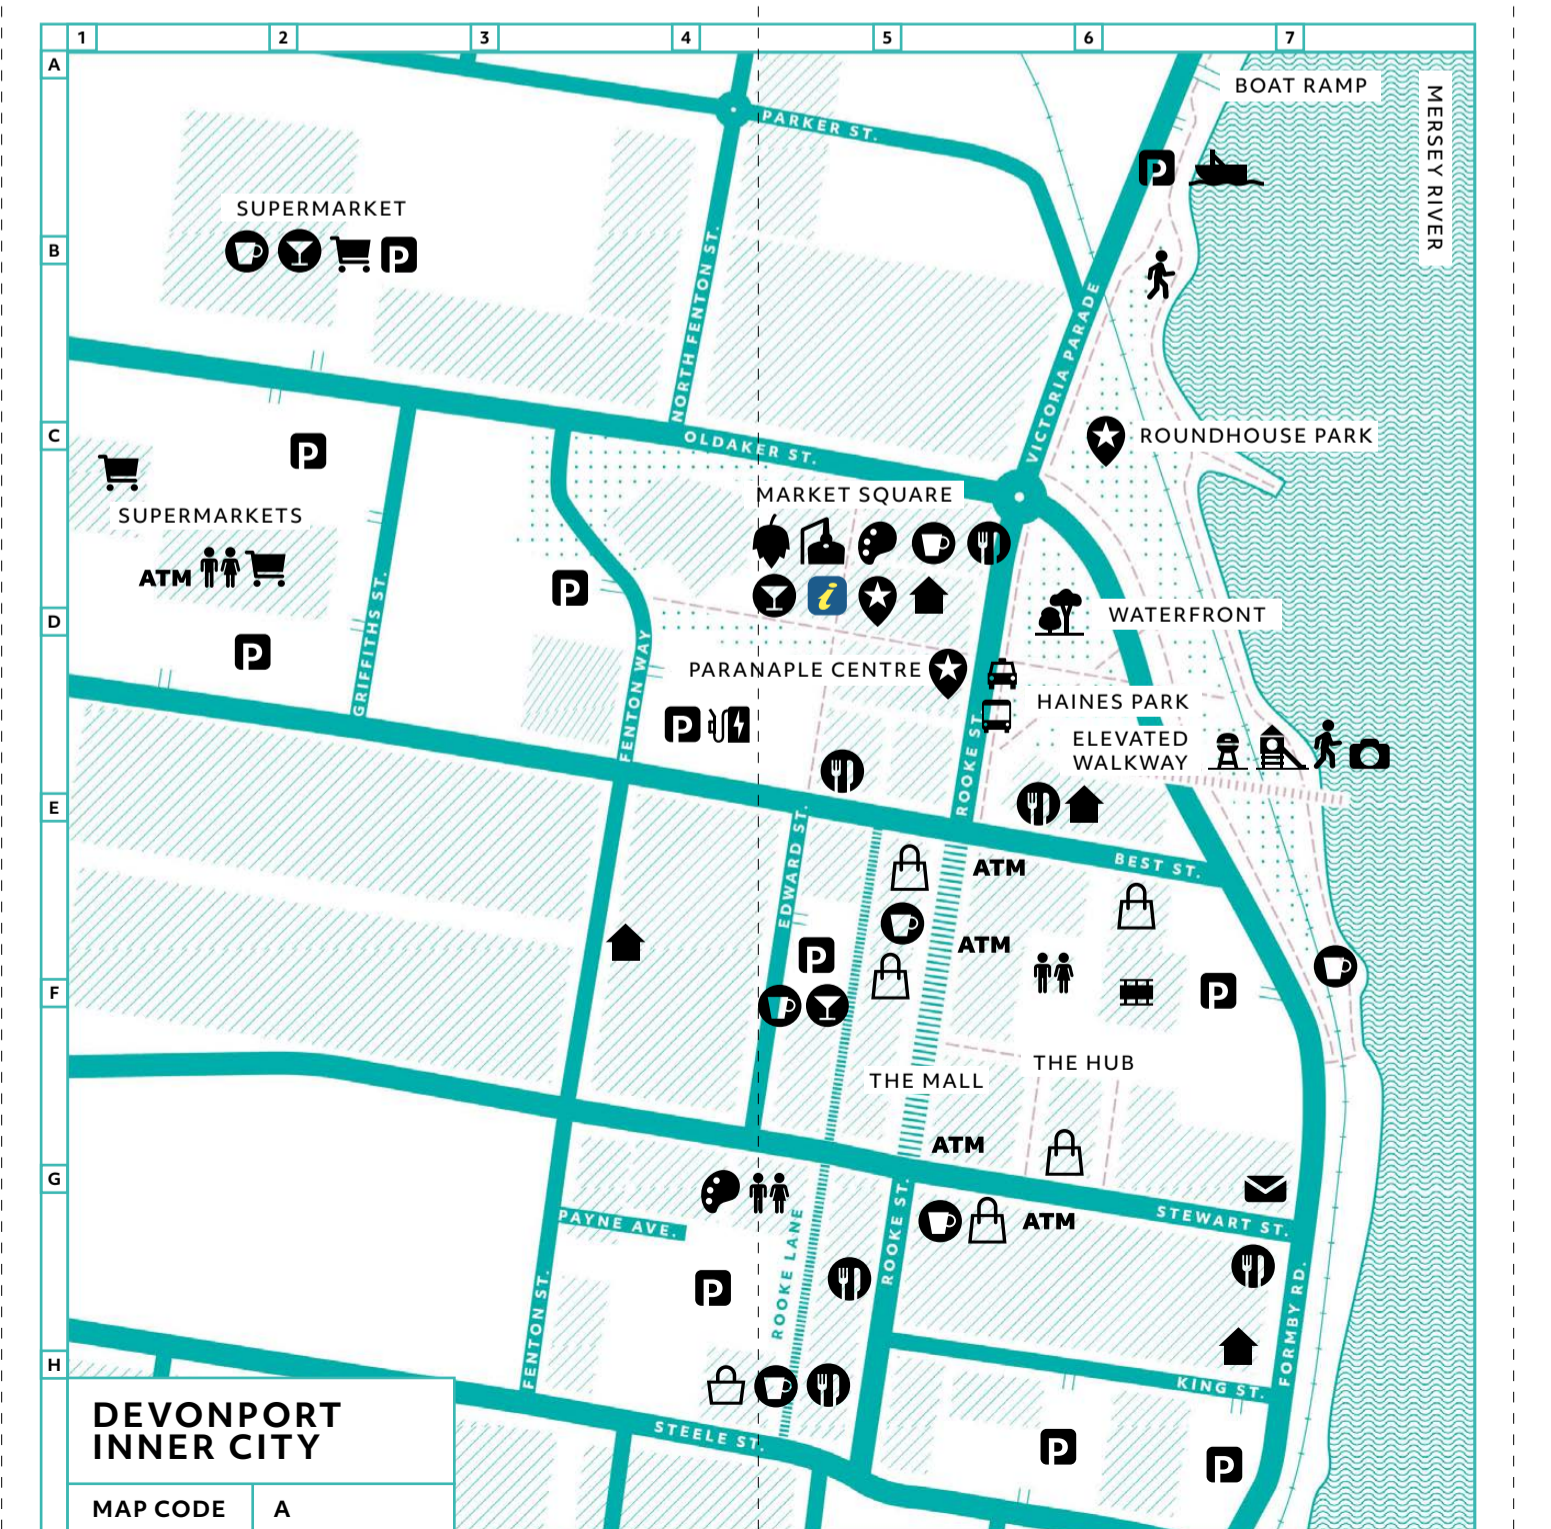 1 2 3 4 5 6 7
A
BOAT RAMP
MERSEY RIVER
PARKER ST.
P
SUPERMARKET
B
P
NORTH FENTON ST.
VICTORIA PARADE
C
OLDAKER ST.
ROUNDHOUSE PARK
P
MARKET SQUARE
SUPERMARKETS
ATM
P
i
D
WATERFRONT
P
GRIFFITHS ST.
FENTON WAY
PARANAPLE CENTRE
HAINES PARK
P
ROOKE ST
ELEVATED
WALKWAY
E
EDWARD ST.
ATM
BEST ST.
ATM
P
F
P
THE HUB
THE MALL
ATM
G
PAYNE AVE.
ROOKE LANE
ROOKE ST.
ATM
STEWART ST.
P
FENTON ST.
FORMBY RD.
H
KING ST.
DEVONPORT
INNER CITY
STEELE ST.
P
P
MAP CODE A